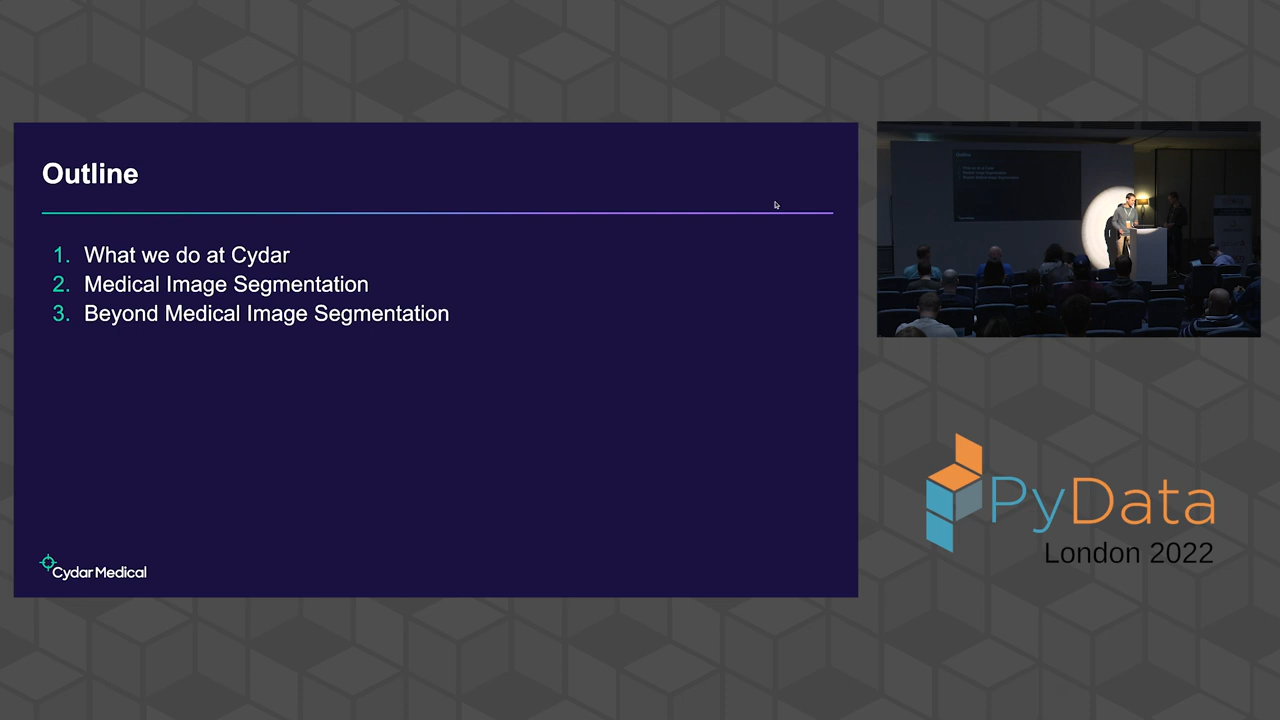 Outline
1. What we do at Cydar
2. Medical Image Segmentation
3. Beyond Medical Image Segmentation
Cydar Medical
PyData
London 2022